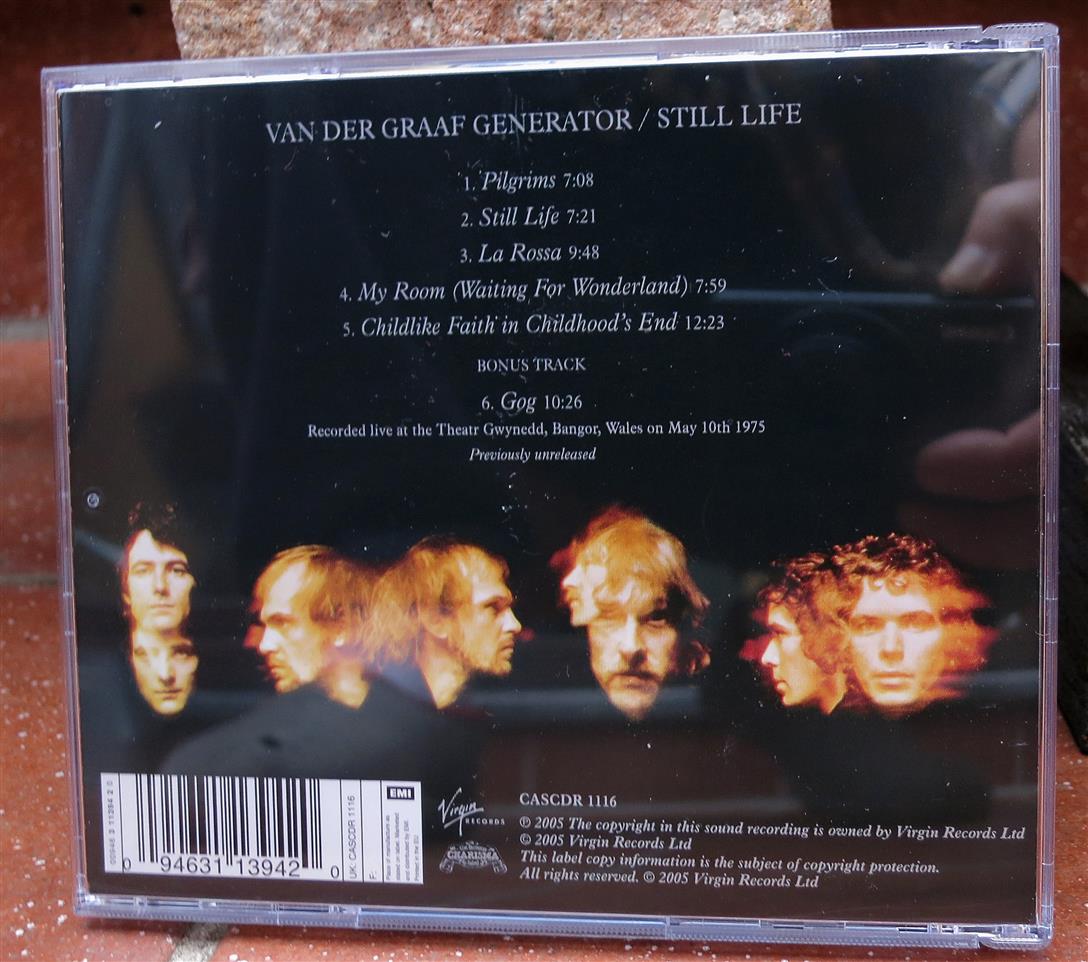 VAN DER GRAAF GENERATOR / STILL LIFE
1. Pilgrims 7:08
2. Still Life 7:21
3. La Rossa 9:48
4. My Room (Waiting For Wonderland) 7:59
5. Childlike Faith in Childhood's End 12:23
BONUS TRACK
6. Gog 10:26
Recorded live at the Theatr Gwynedd, Bangor, Wales on May 10th 1975
Previously unreleased
0 94631 13942 0
UK: CASCDR 1116
F:
EMI
Virgin
RECORDS
CHARISMA
CASCDR 1116
℗ 2005 The copyright in this sound recording is owned by Virgin Records Ltd
© 2005 Virgin Records Ltd
This label copy information is the subject of copyright protection.
All rights reserved. © 2005 Virgin Records Ltd